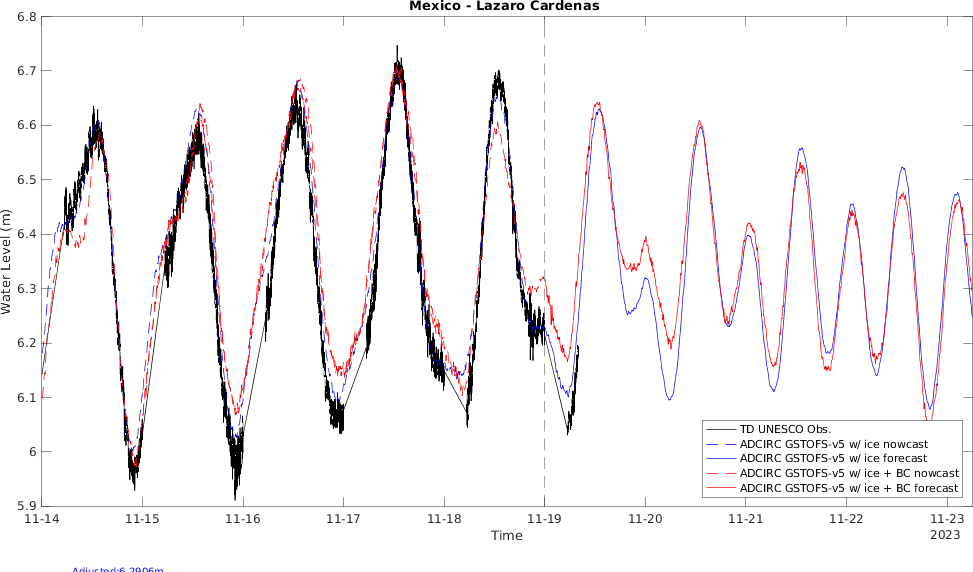 Mexico - Lazaro Cardenas
6.8
6.7
6.6
6.5
6.4
6.3
6.2
6.1
6
5.9
Water Level (m)
TD UNESCO Obs.
ADCIRC GSTOFS-v5 w/ ice nowcast
ADCIRC GSTOFS-v5 w/ ice forecast
ADCIRC GSTOFS-v5 w/ ice + BC nowcast
ADCIRC GSTOFS-v5 w/ ice + BC forecast
11-14 11-15 11-16 11-17 11-18 11-19 11-20 11-21 11-22 11-23
2023
Time
Adjusted:6.2906m